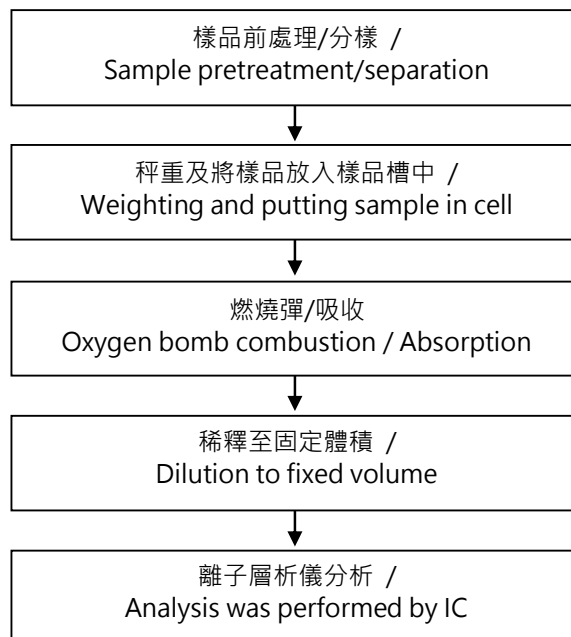 樣品前處理/分樣 /
Sample pretreatment/separation
秤重及將樣品放入樣品槽中 /
Weighting and putting sample in cell
燃燒彈/吸收
Oxygen bomb combustion / Absorption
稀釋至固定體積 /
Dilution to fixed volume
離子層析儀分析 /
Analysis was performed by IC